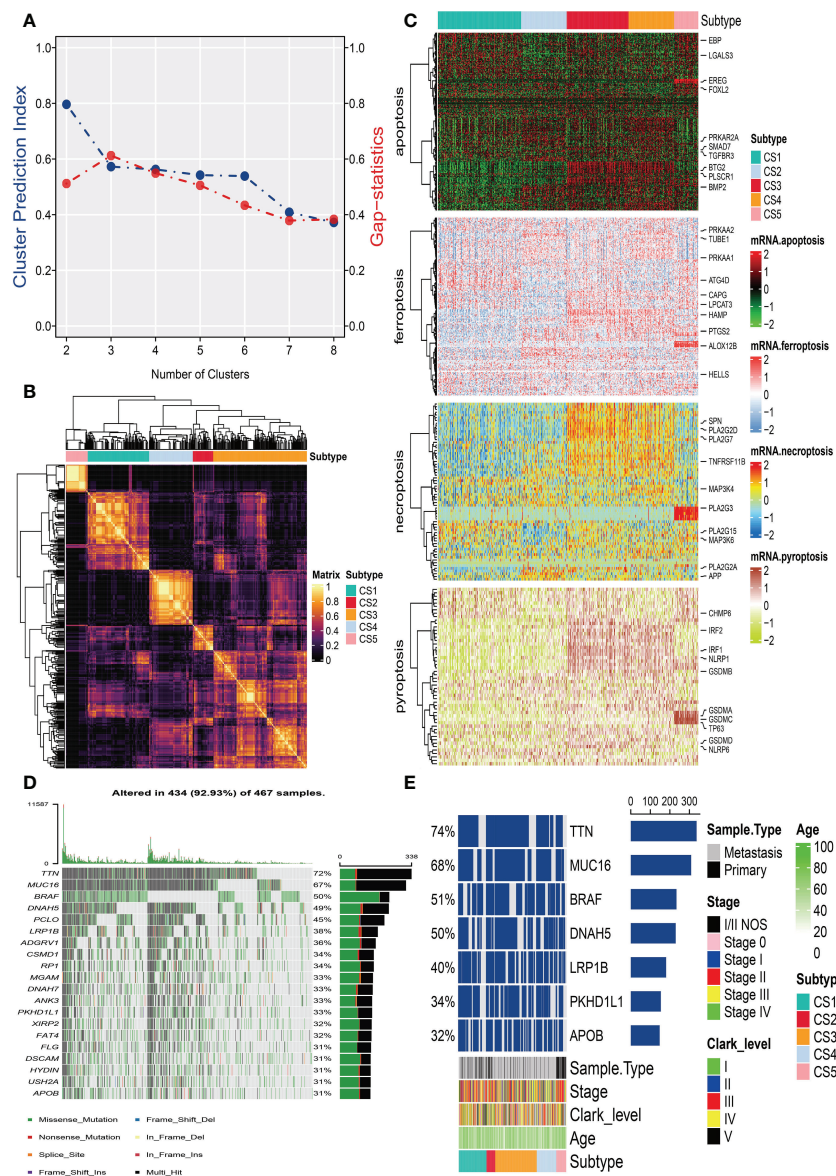 A
1.0
0.8
0.6
0.4
0.2
0.0
Cluster Prediction Index
1.0
0.8
0.6
0.4
0.2
0.0
Gap-statistics
2 3 4 5 6 7 8
Number of Clusters
B
Subtype
Matrix
1
0.8
0.6
0.4
0.2
0
Subtype
CS1
CS2
CS3
CS4
CS5
C
Subtype
apoptosis
EBP
LGALS3
EREG
FOXL2
PRKAR2A
SMAD7
TGFBR3
BTG2
PLSCR1
BMP2
ferroptosis
PRKAA2
TUBE1
PRKAA1
ATG4D
CAPG
LPCAT3
HAMP
PTGS2
ALOX12B
HELLS
necroptosis
SPN
PLA2G2D
PLA2G7
TNFRSF11B
MAP3K4
PLA2G3
PLA2G15
MAP3K6
PLA2G2A
APP
pyroptosis
CHMP6
IRF2
IRF1
NLRP1
GSDMB
GSDMA
GSDMC
TP63
GSDMD
NLRP6
Subtype
CS1
CS2
CS3
CS4
CS5
mRNA.apoptosis
2
1
0
-1
-2
mRNA.ferroptosis
2
1
0
-1
-2
mRNA.necroptosis
2
1
0
-1
-2
mRNA.pyroptosis
2
1
0
-1
-2
D
Altered in 434 (92.93%) of 467 samples.
11587
0
0 338
TTN 72%
MUC16 67%
BRAF 50%
DNAH5 49%
PCLO 45%
LRP1B 38%
ADGRV1 36%
CSMD1 34%
RP1 34%
MGAM 33%
DNAH7 33%
ANK3 33%
PKHD1L1 33%
XIRP2 32%
FAT4 32%
FLG 31%
DSCAM 31%
HYDIN 31%
USH2A 31%
APOB 31%
Missense_Mutation
Nonsense_Mutation
Splice_Site
Frame_Shift_Ins
Frame_Shift_Del
In_Frame_Del
In_Frame_Ins
Multi_Hit
E
0 100 200 300
74% TTN
68% MUC16
51% BRAF
50% DNAH5
40% LRP1B
34% PKHD1L1
32% APOB
Sample.Type
Stage
Clark_level
Age
Subtype
Sample.Type
Metastasis
Primary
Stage
I/II NOS
Stage 0
Stage I
Stage II
Stage III
Stage IV
Clark_level
I
II
III
IV
V
Age
100
80
60
40
20
0
Subtype
CS1
CS2
CS3
CS4
CS5